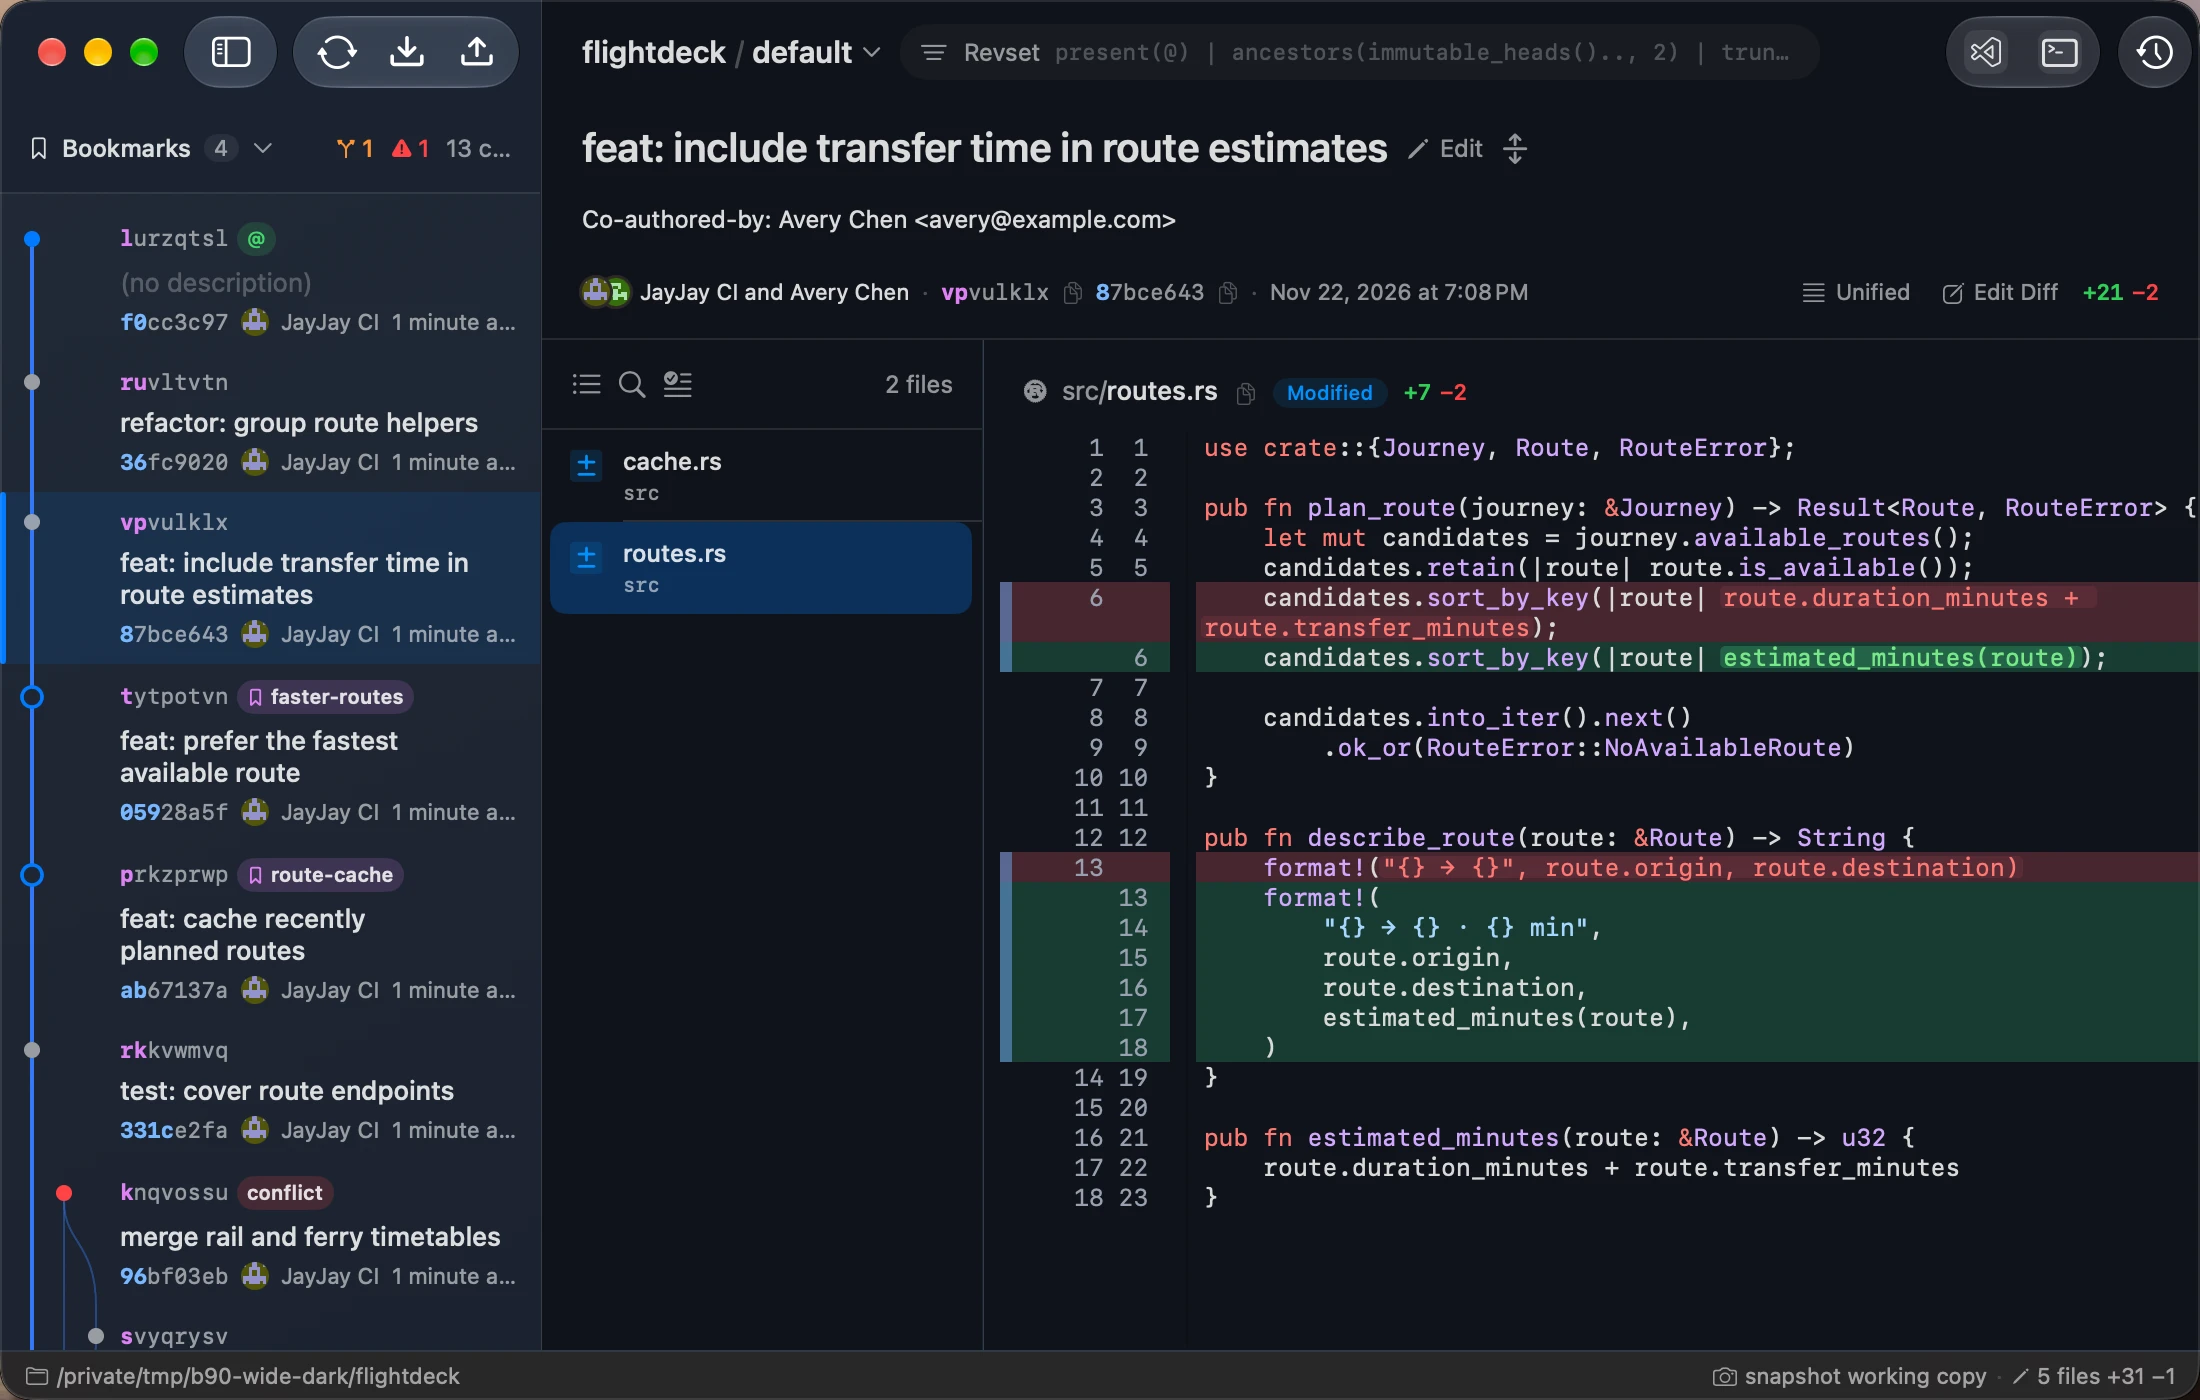 flightdeck / default
Revset present(@) | ancestors(immutable_heads().., 2) | trun…
Bookmarks 4
1 1 13 c…
lurzqtsl @
(no description)
f0cc3c97 JayJay CI 1 minute a…
ruvltvtn
refactor: group route helpers
36fc9020 JayJay CI 1 minute a…
vpvulklx
feat: include transfer time in
route estimates
87bce643 JayJay CI 1 minute a…
tytpotvn faster-routes
feat: prefer the fastest
available route
05928a5f JayJay CI 1 minute a…
prkzprwp route-cache
feat: cache recently
planned routes
ab67137a JayJay CI 1 minute a…
rkkvwmvq
test: cover route endpoints
331ce2fa JayJay CI 1 minute a…
knqvossu conflict
merge rail and ferry timetables
96bf03eb JayJay CI 1 minute a…
svyqrysv
feat: include transfer time in route estimates Edit
Co-authored-by: Avery Chen <avery@example.com>
JayJay CI and Avery Chen · vpvulklx 87bce643 · Nov 22, 2026 at 7:08 PM
Unified Edit Diff +21 −2
2 files
cache.rs
src
routes.rs
src
src/routes.rs Modified +7 −2
1 1 use crate::{Journey, Route, RouteError};
2 2
3 3 pub fn plan_route(journey: &Journey) -> Result<Route, RouteError> {
4 4 let mut candidates = journey.available_routes();
5 5 candidates.retain(|route| route.is_available());
6 candidates.sort_by_key(|route| route.duration_minutes +
route.transfer_minutes);
6 candidates.sort_by_key(|route| estimated_minutes(route));
7 7
8 8 candidates.into_iter().next()
9 9 .ok_or(RouteError::NoAvailableRoute)
10 10 }
11 11
12 12 pub fn describe_route(route: &Route) -> String {
13 format!("{} → {}", route.origin, route.destination)
13 format!(
14 "{} → {} · {} min",
15 route.origin,
16 route.destination,
17 estimated_minutes(route),
18 )
14 19 }
15 20
16 21 pub fn estimated_minutes(route: &Route) -> u32 {
17 22 route.duration_minutes + route.transfer_minutes
18 23 }
/private/tmp/b90-wide-dark/flightdeck
snapshot working copy · 5 files +31 −1